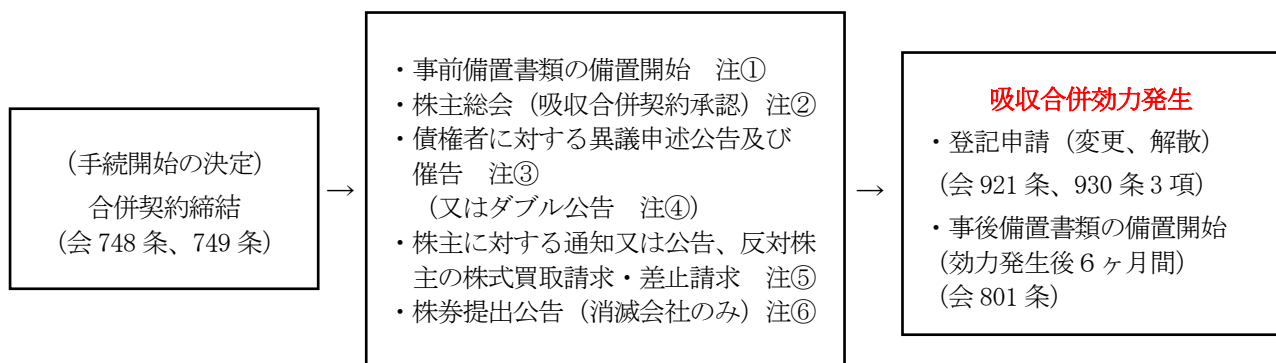 (手続開始の決定)
合併契約締結
(会 748 条、749 条)
→
・事前備置書類の備置開始 注①
・株主総会(吸収合併契約承認)注②
・債権者に対する異議申述公告及び
催告 注③
(又はダブル公告 注④)
・株主に対する通知又は公告、反対株
主の株式買取請求・差止請求 注⑤
・株券提出公告(消滅会社のみ)注⑥
→
吸収合併効力発生
・登記申請(変更、解散)
(会 921 条、930 条 3 項)
・事後備置書類の備置開始
(効力発生後6ヶ月間)
(会 801 条)